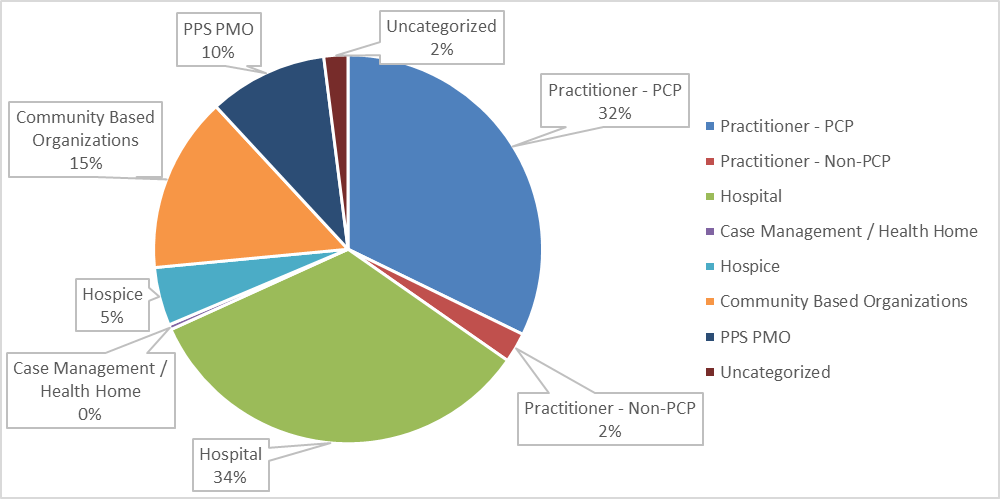 Uncategorized
2%
PPS PMO
10%
Practitioner - PCP
32%
Community Based
Organizations
15%
Hospice
5%
Case Management /
Health Home
0%
Practitioner - Non-PCP
2%
Hospital
34%
Practitioner - PCP
Practitioner - Non-PCP
Hospital
Case Management / Health Home
Hospice
Community Based Organizations
PPS PMO
Uncategorized